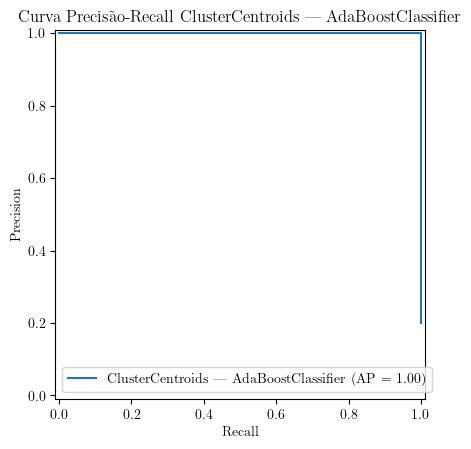 Curva Precisão-Recall ClusterCentroids — AdaBoostClassifier
1.0
0.8
0.6
0.4
0.2
0.0
Precision
ClusterCentroids — AdaBoostClassifier (AP = 1.00)
0.0 0.2 0.4 0.6 0.8 1.0
Recall